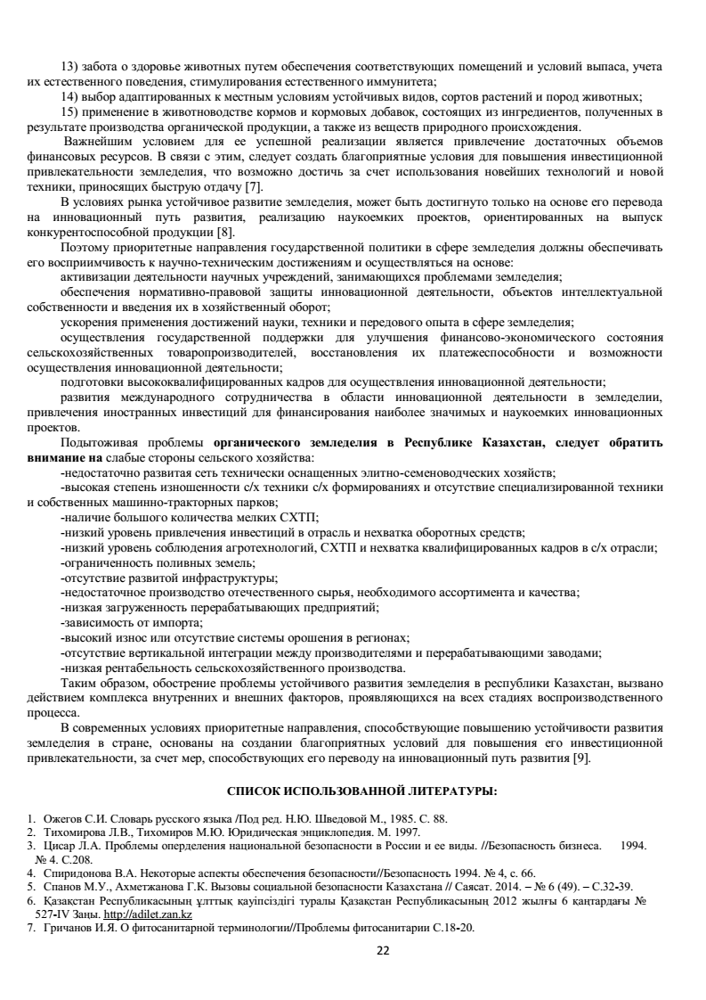 13) забота о здоровье животных путем обеспечения соответствующих помещений и условий выпаса, учета
их естественного поведения, стимулирования естественного иммунитета;
14) выбор адаптированных к местным условиям устойчивых видов, сортов растений и пород животных;
15) применение в животноводстве кормов и кормовых добавок, состоящих из ингредиентов, полученных в
результате производства органической продукции, а также из веществ природного происхождения.
Важнейшим условием для ее успешной реализации является привлечение достаточных объемов
финансовых ресурсов. В связи с этим, следует создать благоприятные условия для повышения инвестиционной
привлекательности земледелия, что возможно достичь за счет использования новейших технологий и новой
техники, приносящих быструю отдачу [7].
В условиях рынка устойчивое развитие земледелия, может быть достигнуто только на основе его перевода
на инновационный путь развития, реализацию наукоемких проектов, ориентированных на выпуск
конкурентоспособной продукции [8].
Поэтому приоритетные направления государственной политики в сфере земледелия должны обеспечивать
его восприимчивость к научно-техническим достижениям и осуществляться на основе:
активизации деятельности научных учреждений, занимающихся проблемами земледелия;
обеспечения нормативно-правовой защиты инновационной деятельности, объектов интеллектуальной
собственности и введения их в хозяйственный оборот;
ускорения применения достижений науки, техники и передового опыта в сфере земледелия;
осуществления государственной поддержки для улучшения финансово-экономического состояния
сельскохозяйственных товаропроизводителей, восстановления их платежеспособности и возможности
осуществления инновационной деятельности;
подготовки высококвалифицированных кадров для осуществления инновационной деятельности;
развития международного сотрудничества в области инновационной деятельности в земледелии,
привлечения иностранных инвестиций для финансирования наиболее значимых и наукоемких инновационных
проектов.
Подытоживая проблемы органического земледелия в Республике Казахстан, следует обратить
внимание на слабые стороны сельского хозяйства:
-недостаточно развитая сеть технически оснащенных элитно-семеноводческих хозяйств;
-высокая степень изношенности с/х техники с/х формированиях и отсутствие специализированной техники
и собственных машинно-тракторных парков;
-наличие большого количества мелких СХТП;
-низкий уровень привлечения инвестиций в отрасль и нехватка оборотных средств;
-низкий уровень соблюдения агротехнологий, СХТП и нехватка квалифицированных кадров в с/х отрасли;
-ограниченность поливных земель;
-отсутствие развитой инфраструктуры;
-недостаточное производство отечественного сырья, необходимого ассортимента и качества;
-низкая загруженность перерабатывающих предприятий;
-зависимость от импорта;
-высокий износ или отсутствие системы орошения в регионах;
-отсутствие вертикальной интеграции между производителями и перерабатывающими заводами;
-низкая рентабельность сельскохозяйственного производства.
Таким образом, обострение проблемы устойчивого развития земледелия в республики Казахстан, вызвано
действием комплекса внутренних и внешних факторов, проявляющихся на всех стадиях воспроизводственного
процесса.
В современных условиях приоритетные направления, способствующие повышению устойчивости развития
земледелия в стране, основаны на создании благоприятных условий для повышения его инвестиционной
привлекательности, за счет мер, способствующих его переводу на инновационный путь развития [9].
СПИСОК ИСПОЛЬЗОВАННОЙ ЛИТЕРАТУРЫ:
1. Ожегов С.И. Словарь русского языка /Под ред. Н.Ю. Шведовой М., 1985. С. 88.
2. Тихомирова Л.В., Тихомиров М.Ю. Юридическая энциклопедия. М. 1997.
3. Цисар Л.А. Проблемы оперделения национальной безопасности в России и ее виды. //Безопасность бизнеса. 1994.
№ 4. С.208.
4. Спиридонова В.А. Некоторые аспекты обеспечения безопасности//Безопасность 1994. № 4, с. 66.
5. Спанов М.У., Ахметжанова Г.К. Вызовы социальной безопасности Казахстана // Саясат. 2014. – № 6 (49). – С.32-39.
6. Қазақстан Республикасының ұлттық қауіпсіздігі туралы Қазақстан Республикасының 2012 жылғы 6 қаңтардағы №
527-IV Заңы. http://adilet.zan.kz
7. Гричанов И.Я. О фитосанитарной терминологии//Проблемы фитосанитарии С.18-20.
22